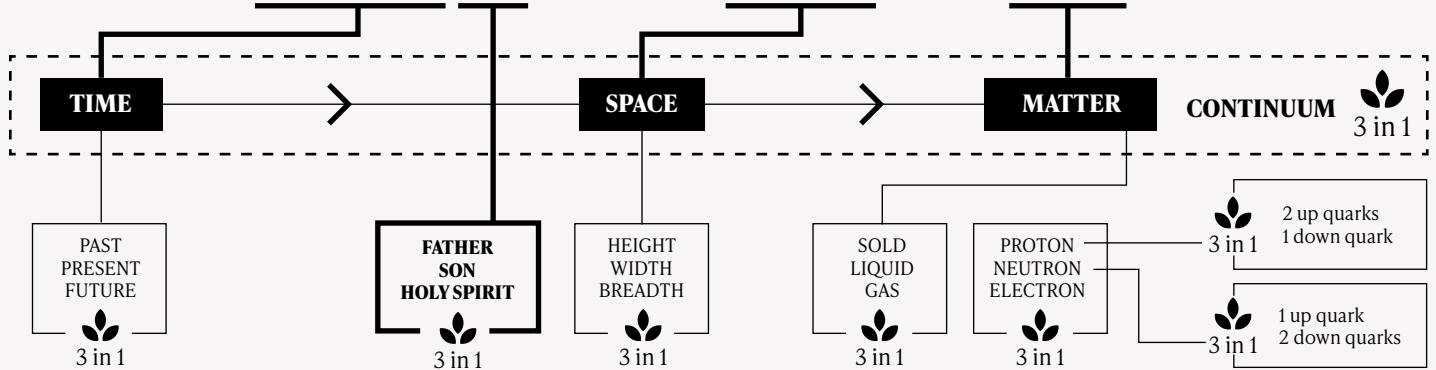 TIME
SPACE
MATTER
CONTINUUM
3 in 1
PAST
PRESENT
FUTURE
3 in 1
FATHER
SON
HOLY SPIRIT
3 in 1
HEIGHT
WIDTH
BREADTH
3 in 1
SOLD
LIQUID
GAS
3 in 1
PROTON
NEUTRON
ELECTRON
3 in 1
3 in 1
2 up quarks
1 down quark
3 in 1
1 up quark
2 down quarks